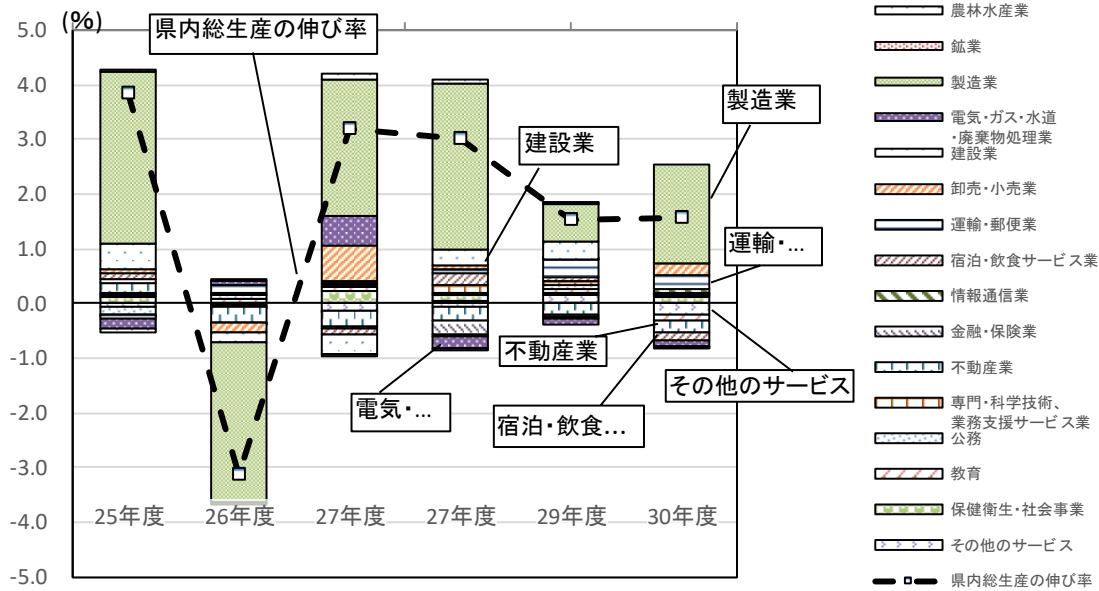 (%)
5.0
4.0
3.0
2.0
1.0
0.0
-1.0
-2.0
-3.0
-4.0
-5.0
県内総生産の伸び率
建設業
製造業
運輸・...
不動産業
電気・...
宿泊・飲食...
その他のサービス
25年度
26年度
27年度
27年度
29年度
30年度
農林水産業
鉱業
製造業
電気・ガス・水道
・廃棄物処理業
建設業
卸売・小売業
運輸・郵便業
宿泊・飲食サービス業
情報通信業
金融・保険業
不動産業
専門・科学技術、
業務支援サービス業
公務
教育
保健衛生・社会事業
その他のサービス
県内総生産の伸び率